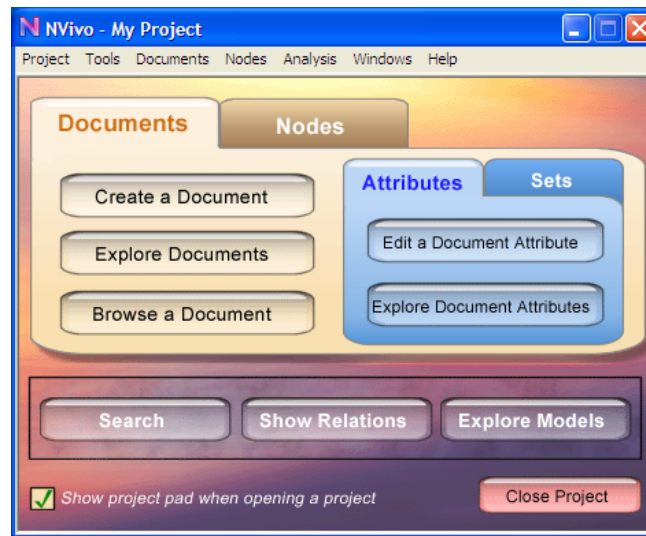 NVivo - My Project
Project Tools Documents Nodes Analysis Windows Help
Documents Nodes
Create a Document
Explore Documents
Browse a Document
Attributes Sets
Edit a Document Attribute
Explore Document Attributes
Search Show Relations Explore Models
Show project pad when opening a project
Close Project